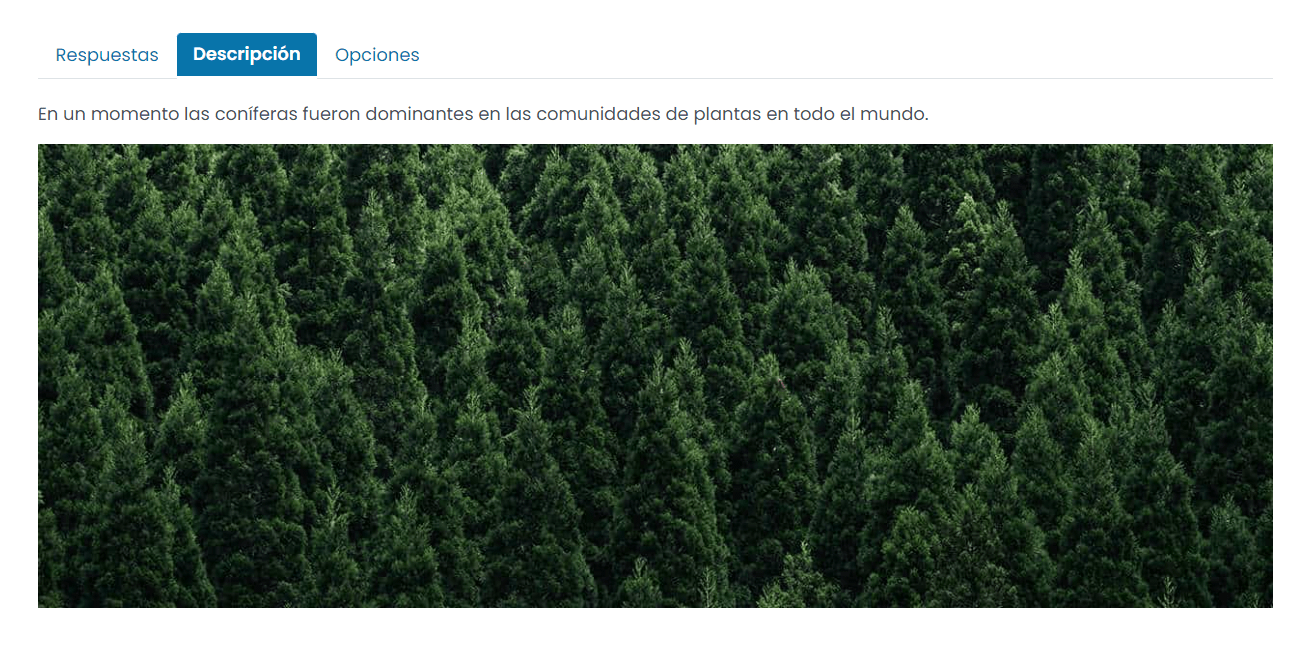 Respuestas Descripción Opciones
En un momento las coníferas fueron dominantes en las comunidades de plantas en todo el mundo.